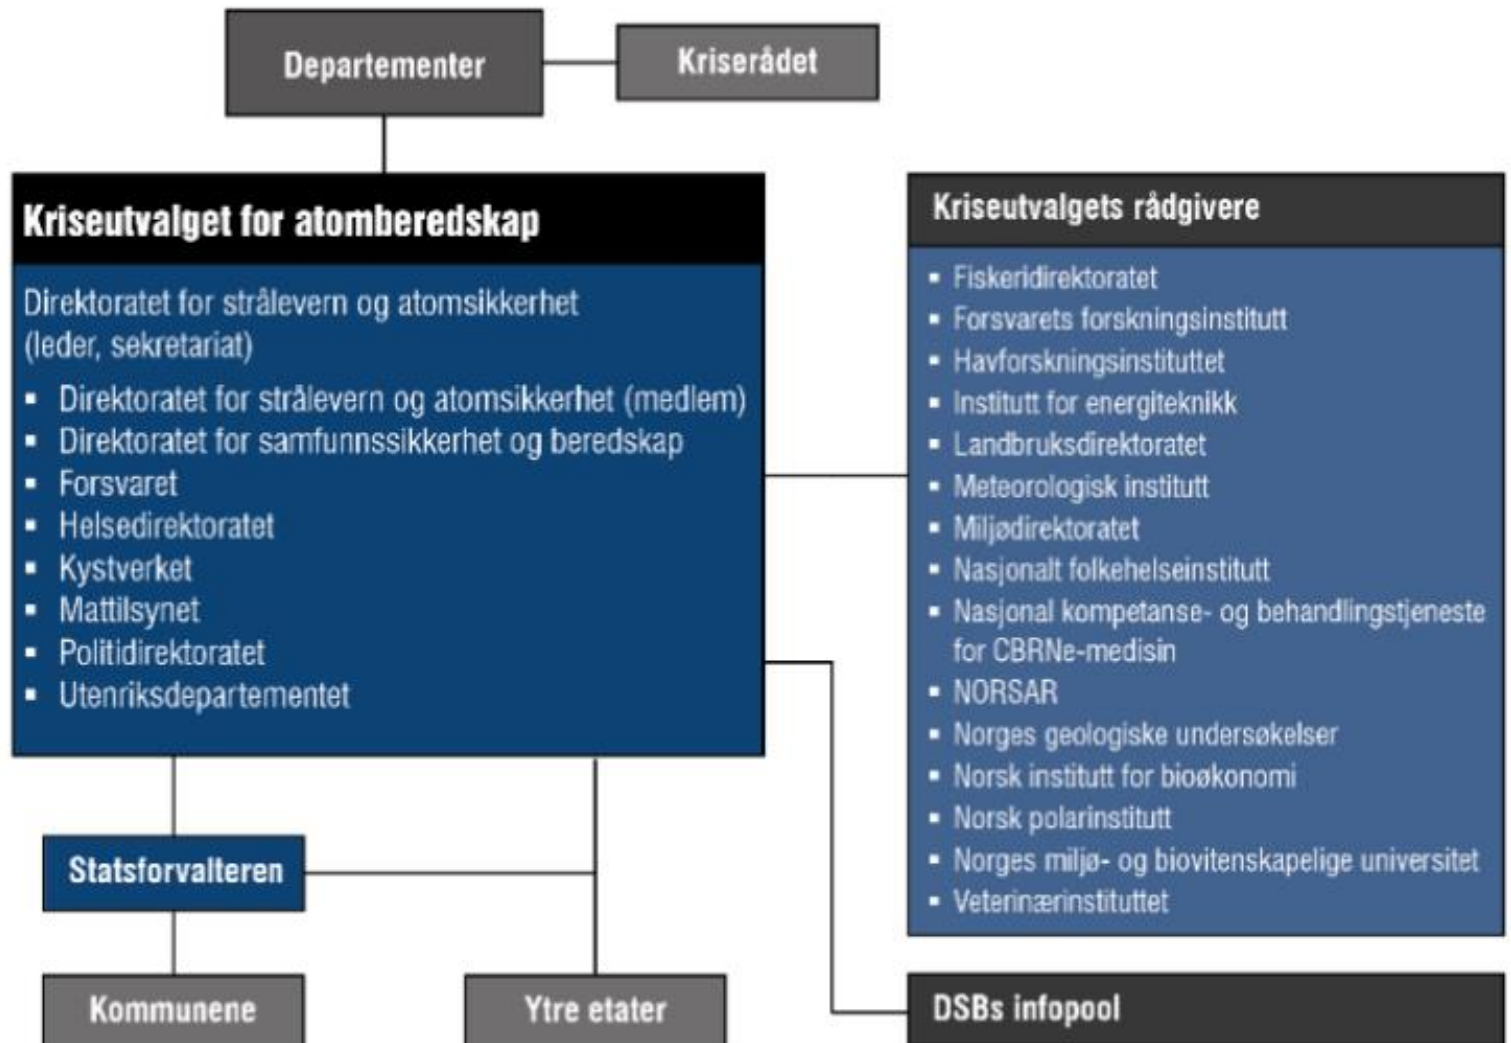 Departementer
Kriserådet
Kriseutvalget for atomberedskap
Direktoratet for strålevern og atomsikkerhet
(leder, sekretariat)
▪ Direktoratet for strålevern og atomsikkerhet (medlem)
▪ Direktoratet for samfunnssikkerhet og beredskap
▪ Forsvaret
▪ Helsedirektoratet
▪ Kystverket
▪ Mattilsynet
▪ Politidirektoratet
▪ Utenriksdepartementet
Kriseutvalgets rådgivere
▪ Fiskeridirektoratet
▪ Forsvarets forskningsinstitutt
▪ Havforskningsinstituttet
▪ Institutt for energiteknikk
▪ Landbruksdirektoratet
▪ Meteorologisk institutt
▪ Miljødirektoratet
▪ Nasjonalt folkehelseinstitutt
▪ Nasjonal kompetanse- og behandlingstjeneste
for CBRNe-medisin
▪ NORSAR
▪ Norges geologiske undersøkelser
▪ Norsk institutt for bioøkonomi
▪ Norsk polarinstitutt
▪ Norges miljø- og biovitenskapelige universitet
▪ Veterinærinstituttet
Statsforvalteren
Kommunene
Ytre etater
DSBs infopool